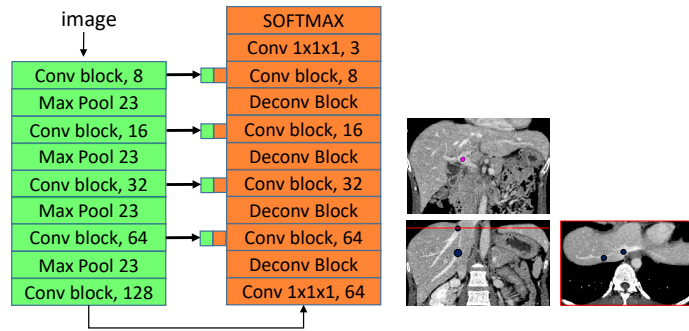 image
Conv block, 8
Max Pool 23
Conv block, 16
Max Pool 23
Conv block, 32
Max Pool 23
Conv block, 64
Max Pool 23
Conv block, 128
SOFTMAX
Conv 1x1x1, 3
Conv block, 8
Deconv Block
Conv block, 16
Deconv Block
Conv block, 32
Deconv Block
Conv block, 64
Deconv Block
Conv 1x1x1, 64